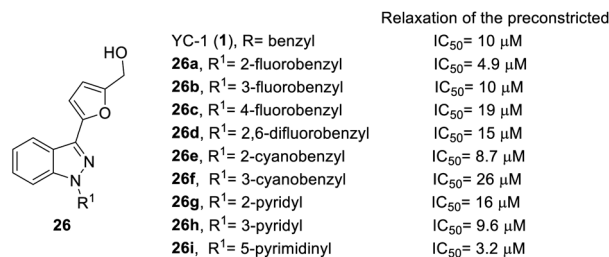 Relaxation of the preconstricted
YC-1 (1), R= benzyl IC50= 10 μM
26a, R1= 2-fluorobenzyl IC50= 4.9 μM
26b, R1= 3-fluorobenzyl IC50= 10 μM
26c, R1= 4-fluorobenzyl IC50= 19 μM
26d, R1= 2,6-difluorobenzyl IC50= 15 μM
26e, R1= 2-cyanobenzyl IC50= 8.7 μM
26f, R1= 3-cyanobenzyl IC50= 26 μM
26g, R1= 2-pyridyl IC50= 16 μM
26h, R1= 3-pyridyl IC50= 9.6 μM
26i, R1= 5-pyrimidinyl IC50= 3.2 μM
HO
O
N
N
R1
26